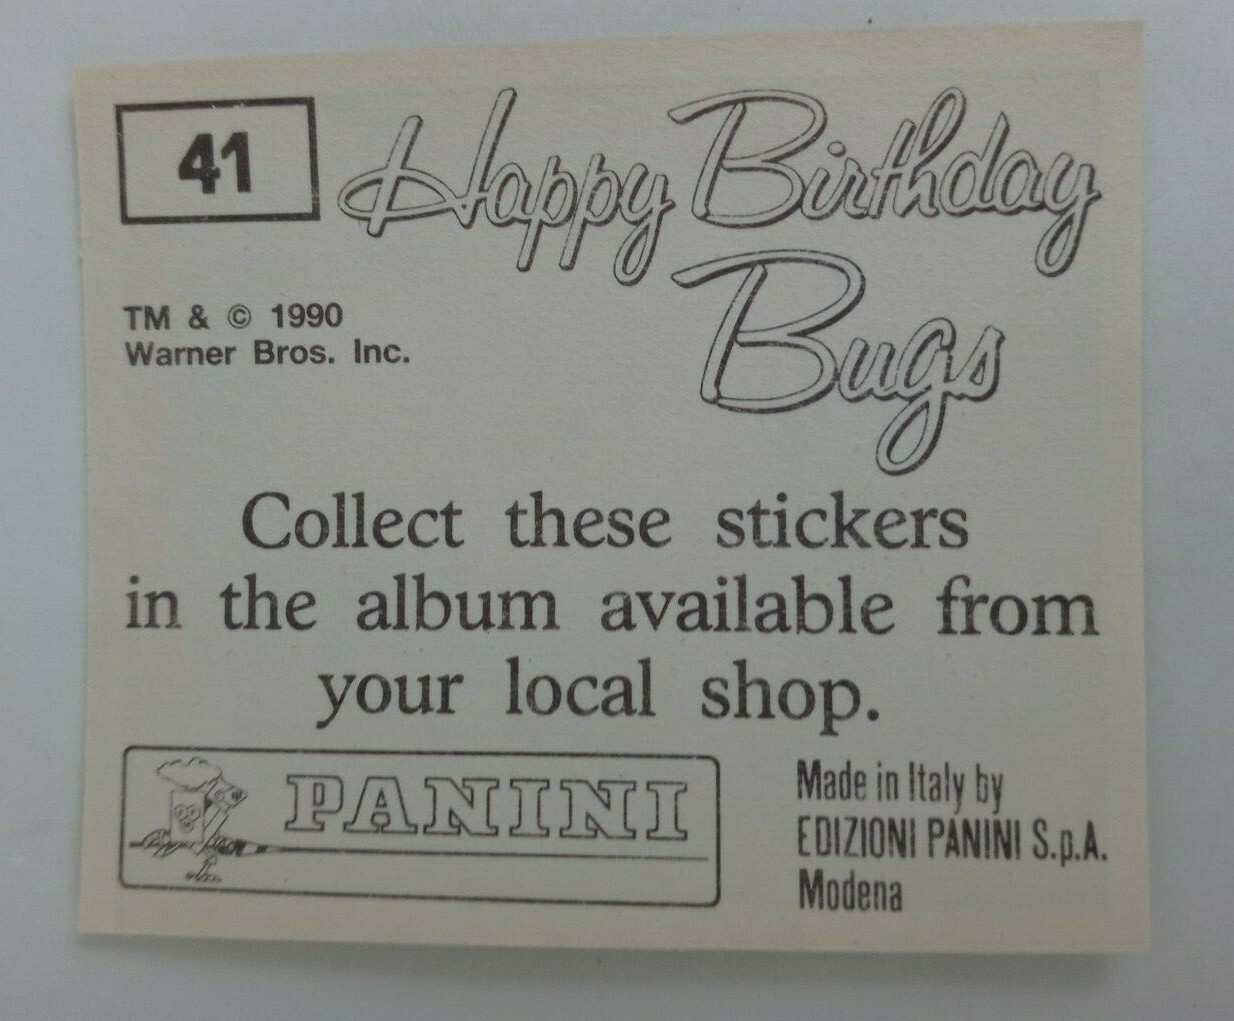 41
Happy Birthday
Bugs
TM & © 1990
Warner Bros. Inc.
Collect these stickers
in the album available from
your local shop.
PANINI
Made in Italy by
EDIZIONI PANINI S.p.A.
Modena